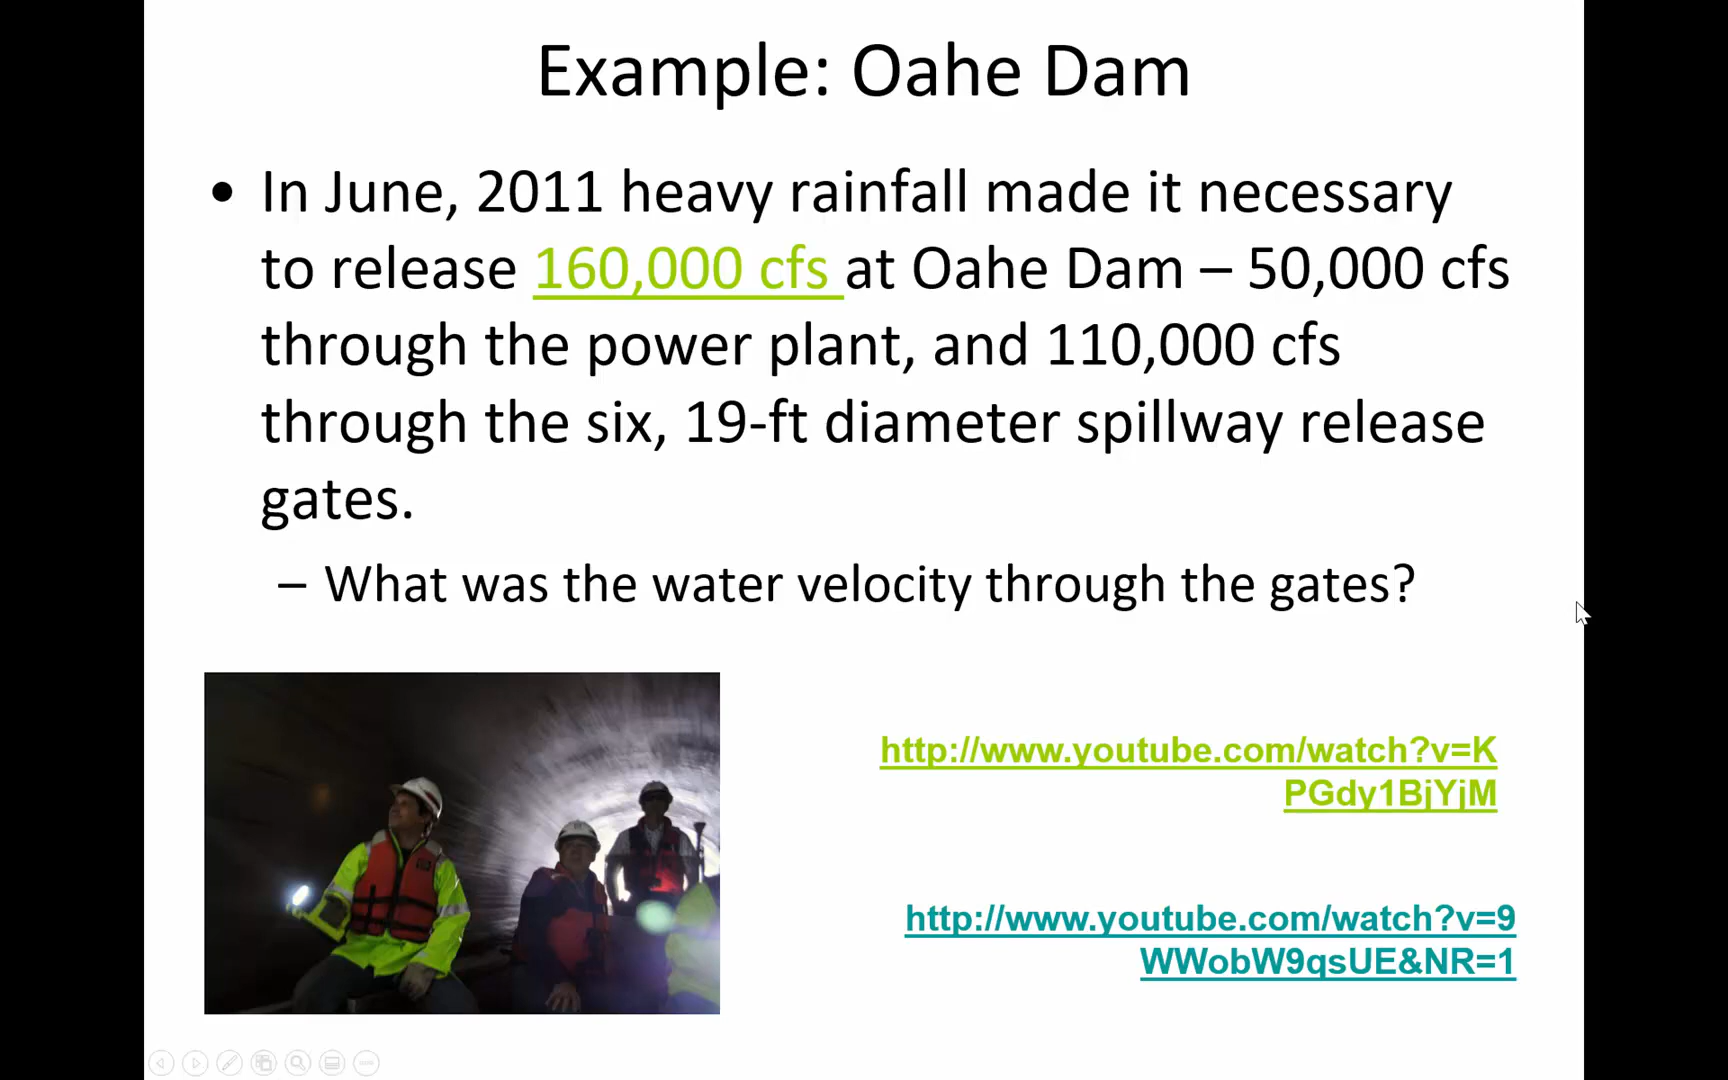 Example: Oahe Dam
• In June, 2011 heavy rainfall made it necessary
to release 160,000 cfs at Oahe Dam – 50,000 cfs
through the power plant, and 110,000 cfs
through the six, 19-ft diameter spillway release
gates.
– What was the water velocity through the gates?
http://www.youtube.com/watch?v=K
PGdy1BjYjM
http://www.youtube.com/watch?v=9
WWobW9qsUE&NR=1